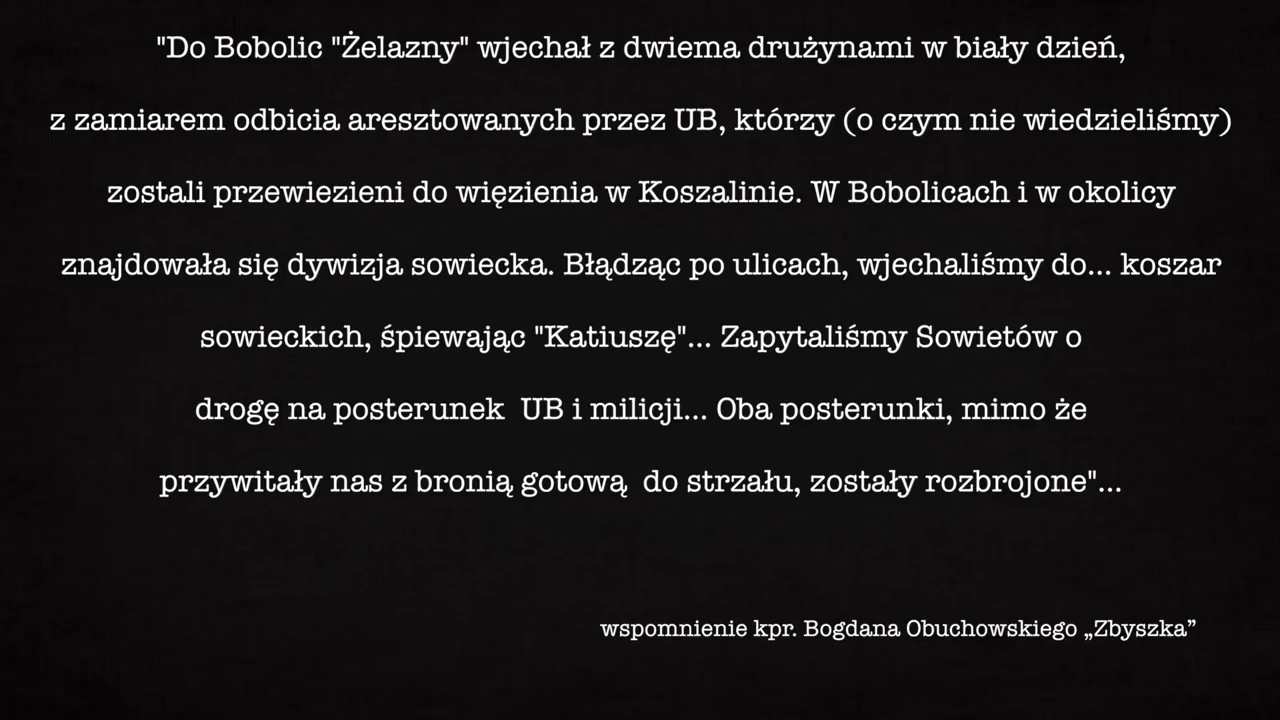 "Do Bobolic "Żelazny" wjechał z dwiema drużynami w biały dzień,
z zamiarem odbicia aresztowanych przez UB, którzy (o czym nie wiedzieliśmy)
zostali przewiezieni do więzienia w Koszalinie. W Bobolicach i w okolicy
znajdowała się dywizja sowiecka. Błądząc po ulicach, wjechaliśmy do... koszar
sowieckich, śpiewając "Katiuszę"... Zapytaliśmy Sowietów o
drogę na posterunek  UB i milicji... Oba posterunki, mimo że
przywitały nas z bronią gotową  do strzału, zostały rozbrojone"...
wspomnienie kpr. Bogdana Obuchowskiego „Zbyszka”